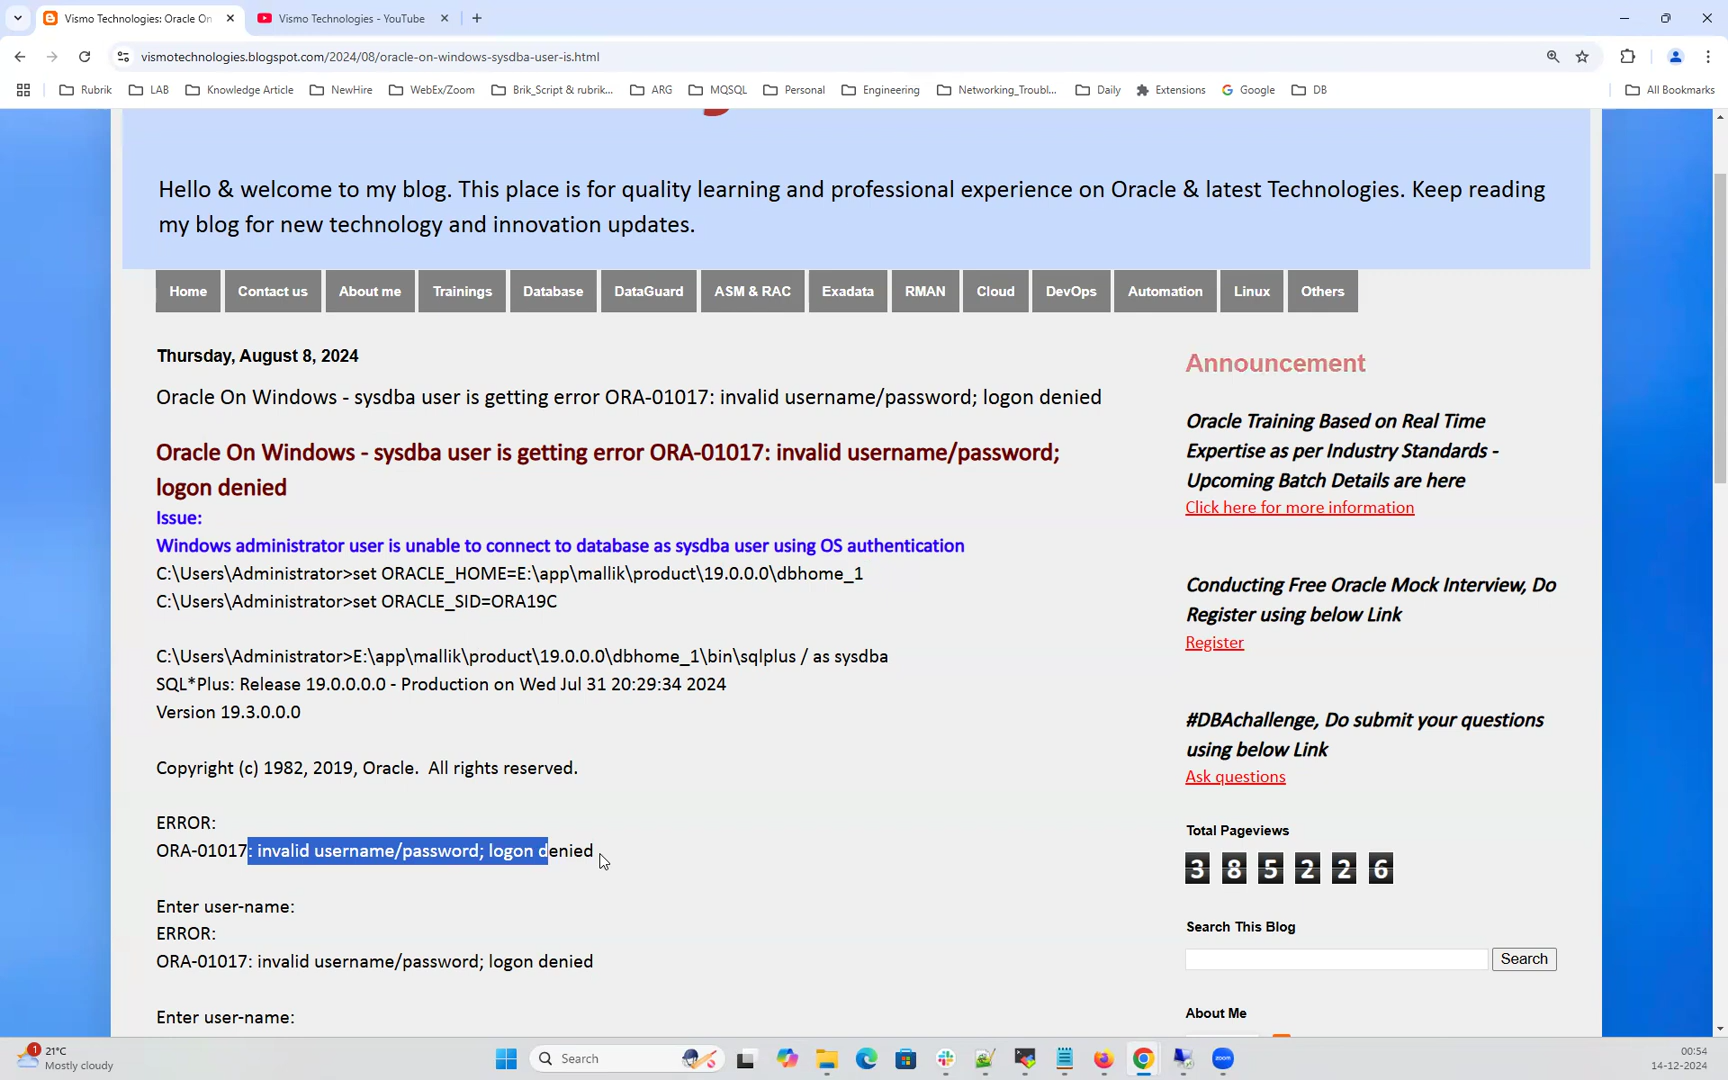 Vismo Technologies: Oracle On
Vismo Technologies - YouTube
vismotechnologies.blogspot.com/2024/08/oracle-on-windows-sysdba-user-is.html
Rubrik
LAB
Knowledge Article
NewHire
WebEx/Zoom
Brik_Script & rubrik...
ARG
MQSQL
Personal
Engineering
Networking_Troubl...
Daily
Extensions
Google
DB
All Bookmarks
Hello & welcome to my blog. This place is for quality learning and professional experience on Oracle & latest Technologies. Keep reading
my blog for new technology and innovation updates.
Home
Contact us
About me
Trainings
Database
DataGuard
ASM & RAC
Exadata
RMAN
Cloud
DevOps
Automation
Linux
Others
Thursday, August 8, 2024
Oracle On Windows - sysdba user is getting error ORA-01017: invalid username/password; logon denied
Oracle On Windows - sysdba user is getting error ORA-01017: invalid username/password;
logon denied
Issue:
Windows administrator user is unable to connect to database as sysdba user using OS authentication
C:\Users\Administrator>set ORACLE_HOME=E:\app\mallik\product\19.0.0.0\dbhome_1
C:\Users\Administrator>set ORACLE_SID=ORA19C
C:\Users\Administrator>E:\app\mallik\product\19.0.0.0\dbhome_1\bin\sqlplus / as sysdba
SQL*Plus: Release 19.0.0.0.0 - Production on Wed Jul 31 20:29:34 2024
Version 19.3.0.0.0
Copyright (c) 1982, 2019, Oracle.  All rights reserved.
ERROR:
ORA-01017: invalid username/password; logon denied
Enter user-name:
ERROR:
ORA-01017: invalid username/password; logon denied
Enter user-name:
Announcement
Oracle Training Based on Real Time
Expertise as per Industry Standards -
Upcoming Batch Details are here
Click here for more information
Conducting Free Oracle Mock Interview, Do
Register using below Link
Register
#DBAchallenge, Do submit your questions
using below Link
Ask questions
Total Pageviews
3 8 5 2 2 6
Search This Blog
Search
About Me
1
21°C
Mostly cloudy
Search
zoom
00:54
14-12-2024